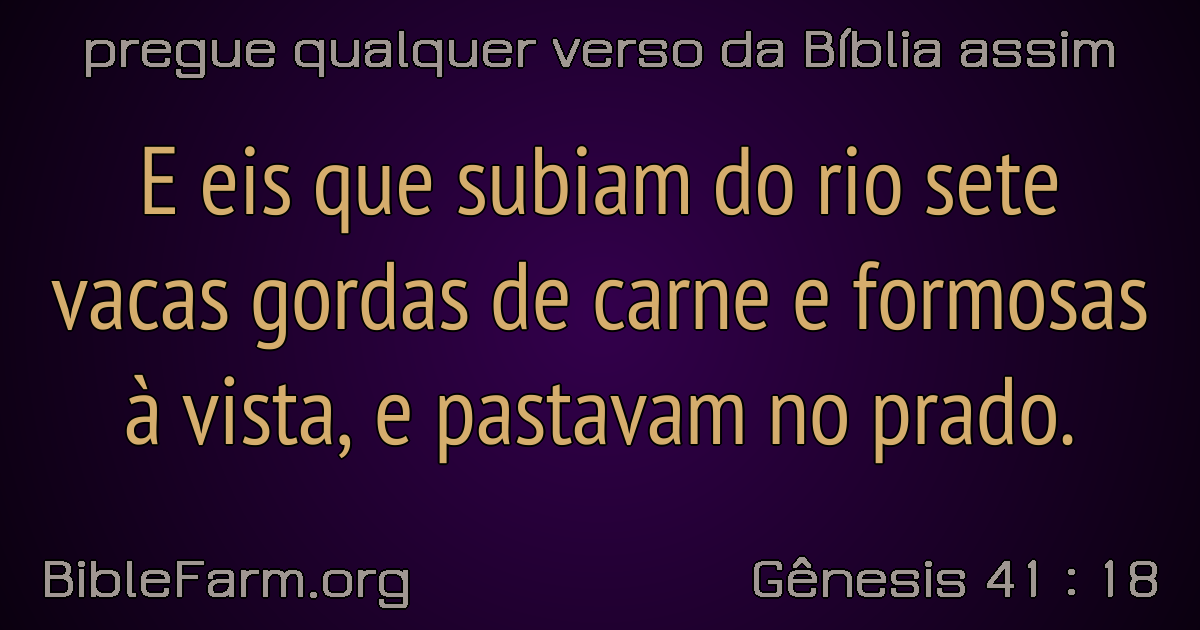 pregue qualquer verso da Bíblia assim
E eis que subiam do rio sete
vacas gordas de carne e formosas
à vista, e pastavam no prado.
BibleFarm.org
Gênesis 41 : 18